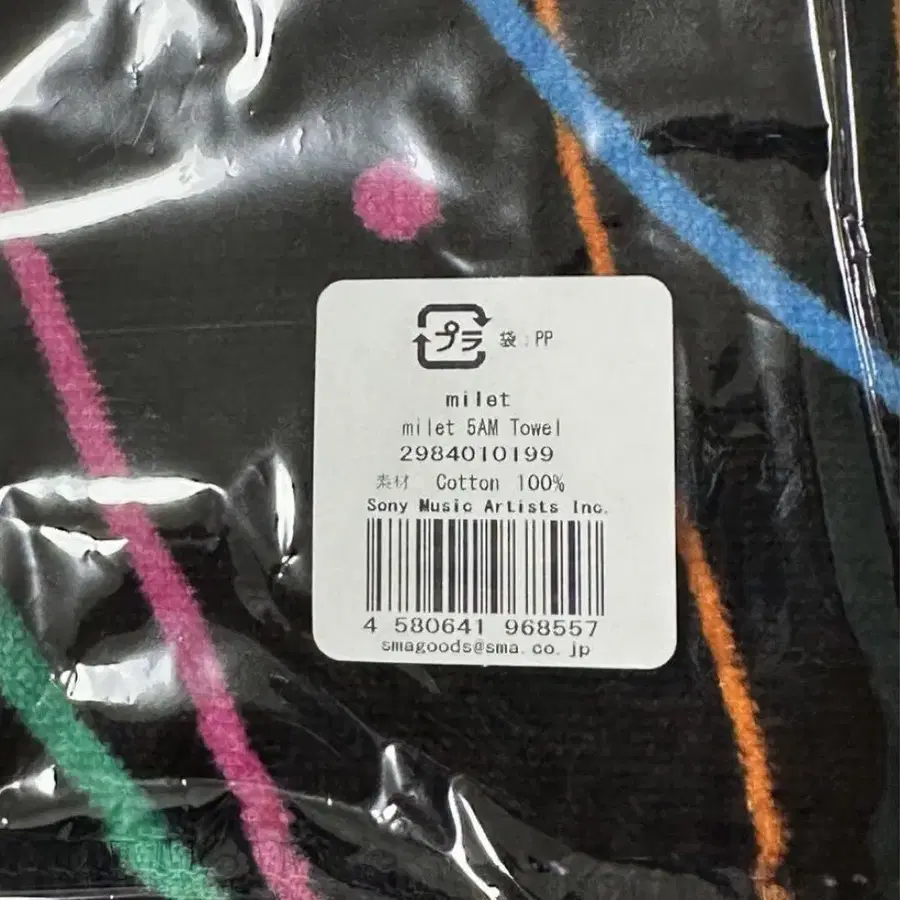 プラ 袋:PP
milet
milet 5AM Towel
2984010199
素材 Cotton 100%
Sony Music Artists Inc.
4 580641 968557
smagoods@sma.co.jp